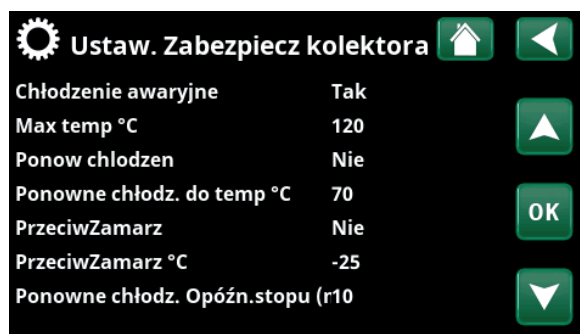 Ustaw. Zabezpiecz kolektora
Chłodzenie awaryjne Tak
Max temp °C 120
Ponow chlodzen Nie
Ponowne chłodz. do temp °C 70
OK
PrzeciwZamarz Nie
PrzeciwZamarz °C -25
Ponowne chłodz. Opóźn.stopu (r10